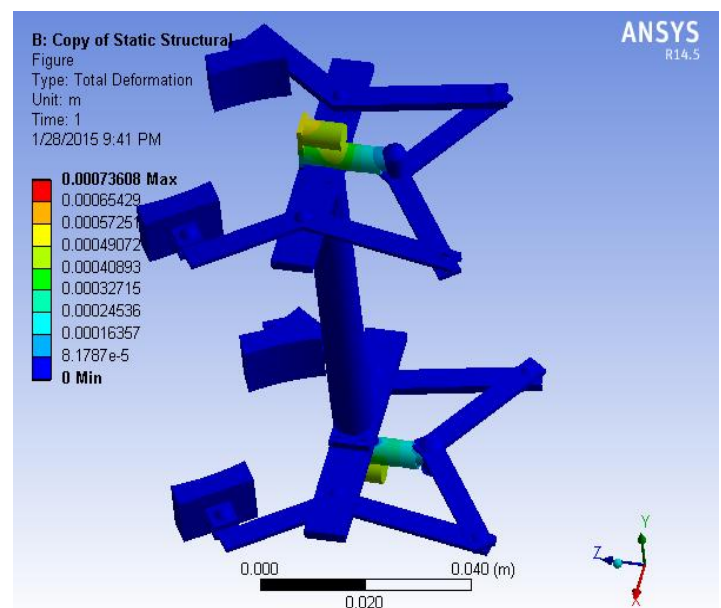 B: Copy of Static Structural
Figure
Type: Total Deformation
Unit: m
Time: 1
1/28/2015 9:41 PM
0.00073608 Max
0.00065429
0.00057251
0.00049072
0.00040893
0.00032715
0.00024536
0.00016357
8.1787e-5
0 Min
ANSYS
R14.5
0.000
0.040 (m)
0.020
Y
Z
X